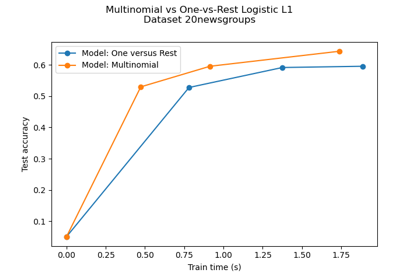 Multinomial vs One-vs-Rest Logistic L1
Dataset 20newsgroups
Model: One versus Rest
Model: Multinomial
Test accuracy
0.6
0.5
0.4
0.3
0.2
0.1
0.00 0.25 0.50 0.75 1.00 1.25 1.50 1.75
Train time (s)